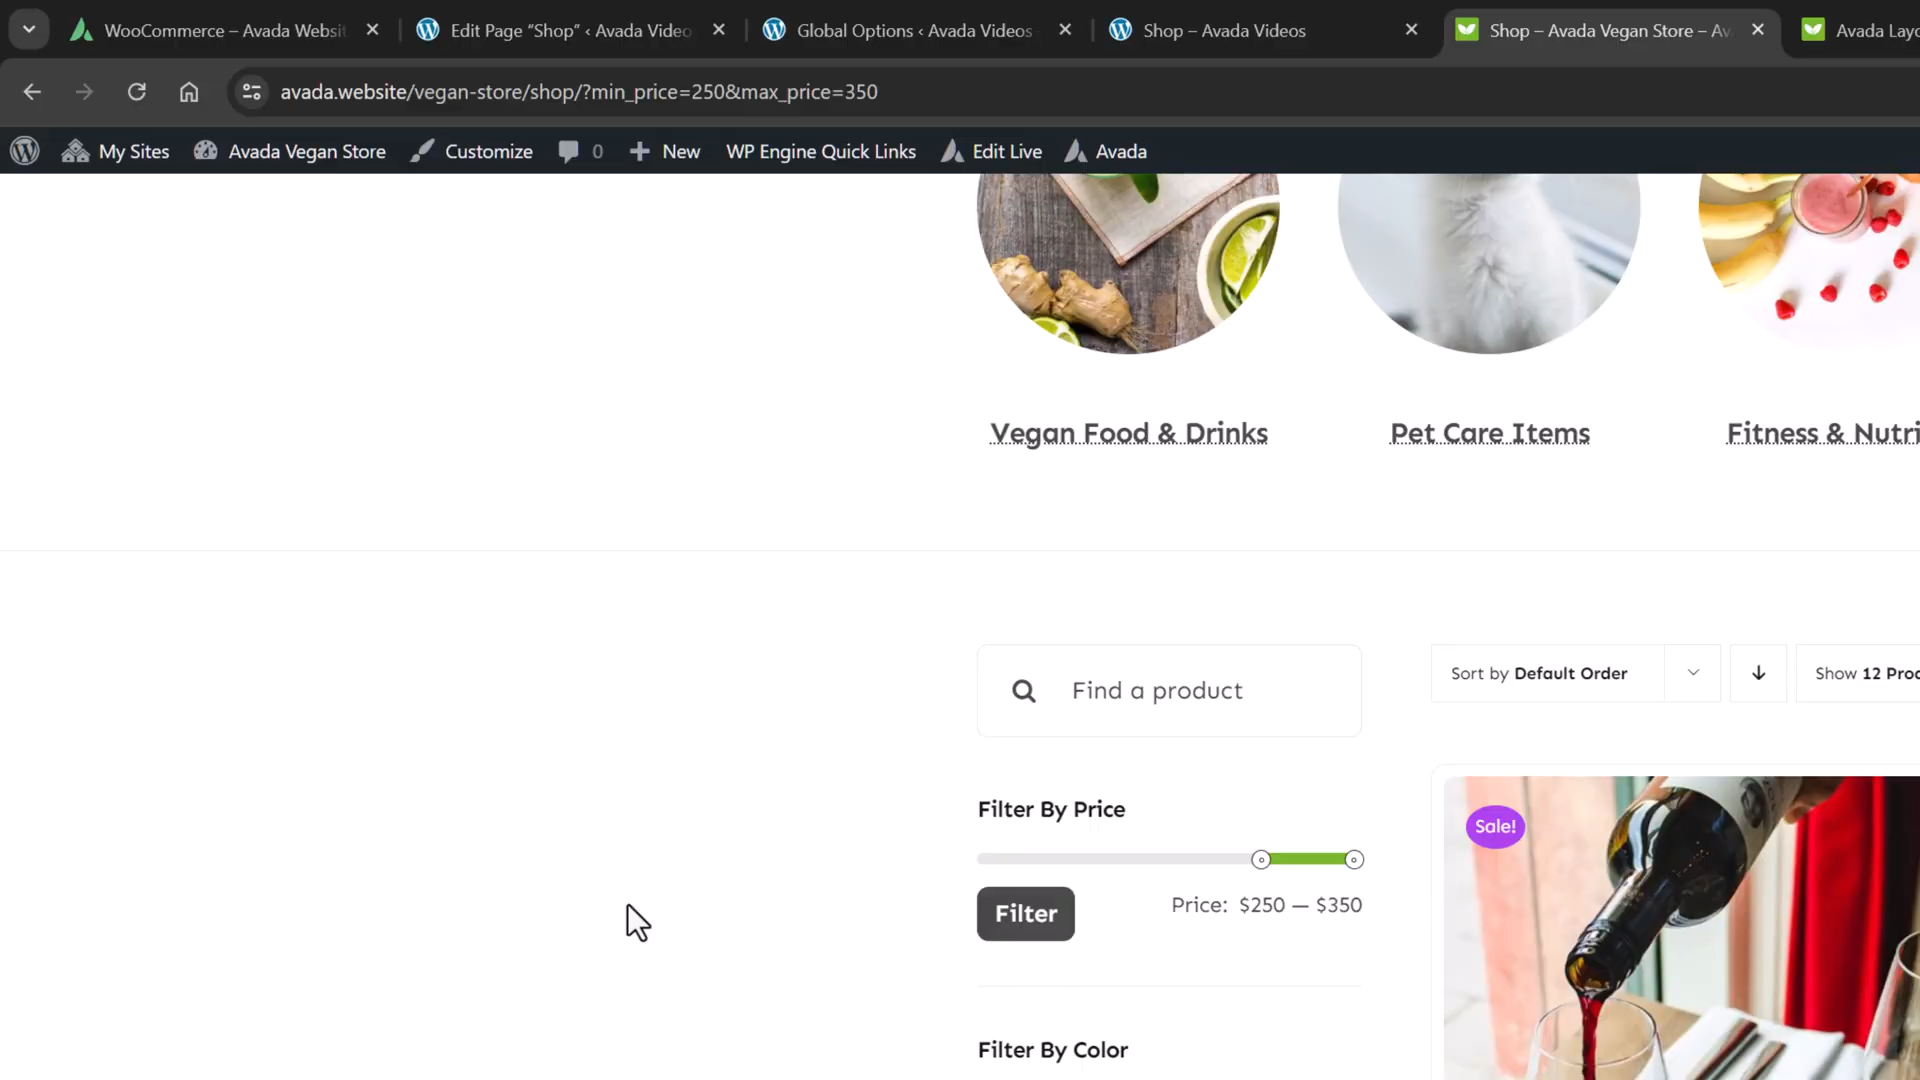 WooCommerce – Avada Websit
Edit Page “Shop” ‹ Avada Video
Global Options ‹ Avada Videos
Shop – Avada Videos
Shop – Avada Vegan Store – Av
Avada Layo
avada.website/vegan-store/shop/?min_price=250&max_price=350
My Sites
Avada Vegan Store
Customize
0
New
WP Engine Quick Links
Edit Live
Avada
Vegan Food & Drinks
Pet Care Items
Fitness & Nutri
Find a product
Sort by Default Order
Show 12 Proc
Filter By Price
Sale!
Filter
Price: $250 — $350
Filter By Color